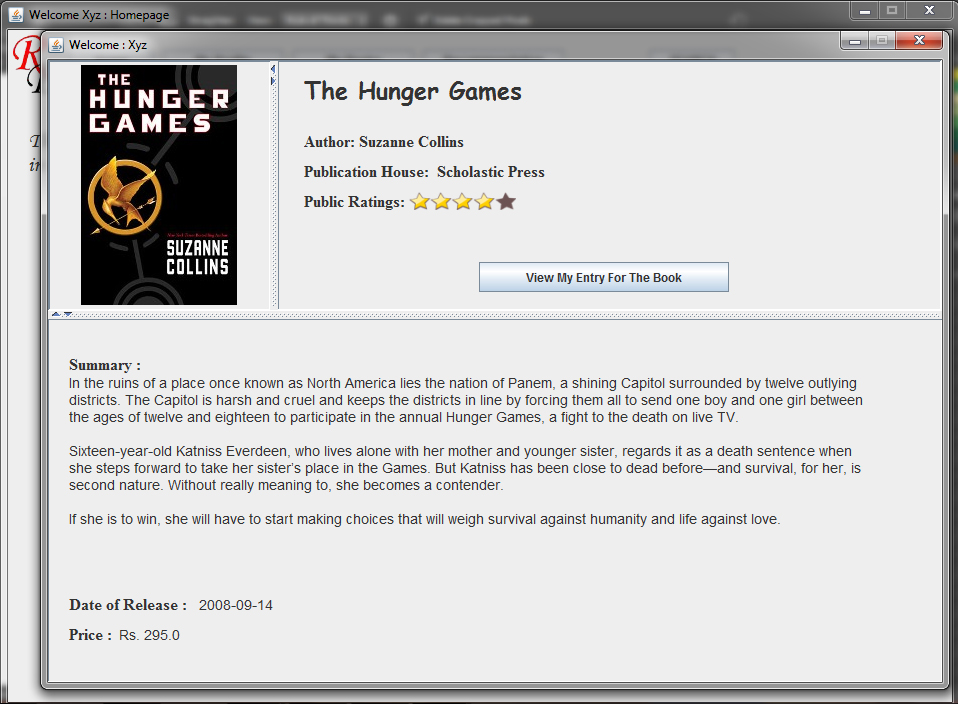 Welcome Xyz : Homepage
Welcome : Xyz
THE
HUNGER
GAMES
SUZANNE
COLLINS
The Hunger Games
Author: Suzanne Collins
Publication House: Scholastic Press
Public Ratings:
View My Entry For The Book
Summary :
In the ruins of a place once known as North America lies the nation of Panem, a shining Capitol surrounded by twelve outlying
districts. The Capitol is harsh and cruel and keeps the districts in line by forcing them all to send one boy and one girl between
the ages of twelve and eighteen to participate in the annual Hunger Games, a fight to the death on live TV.
Sixteen-year-old Katniss Everdeen, who lives alone with her mother and younger sister, regards it as a death sentence when
she steps forward to take her sister's place in the Games. But Katniss has been close to dead before—and survival, for her, is
second nature. Without really meaning to, she becomes a contender.
If she is to win, she will have to start making choices that will weigh survival against humanity and life against love.
Date of Release : 2008-09-14
Price : Rs. 295.0